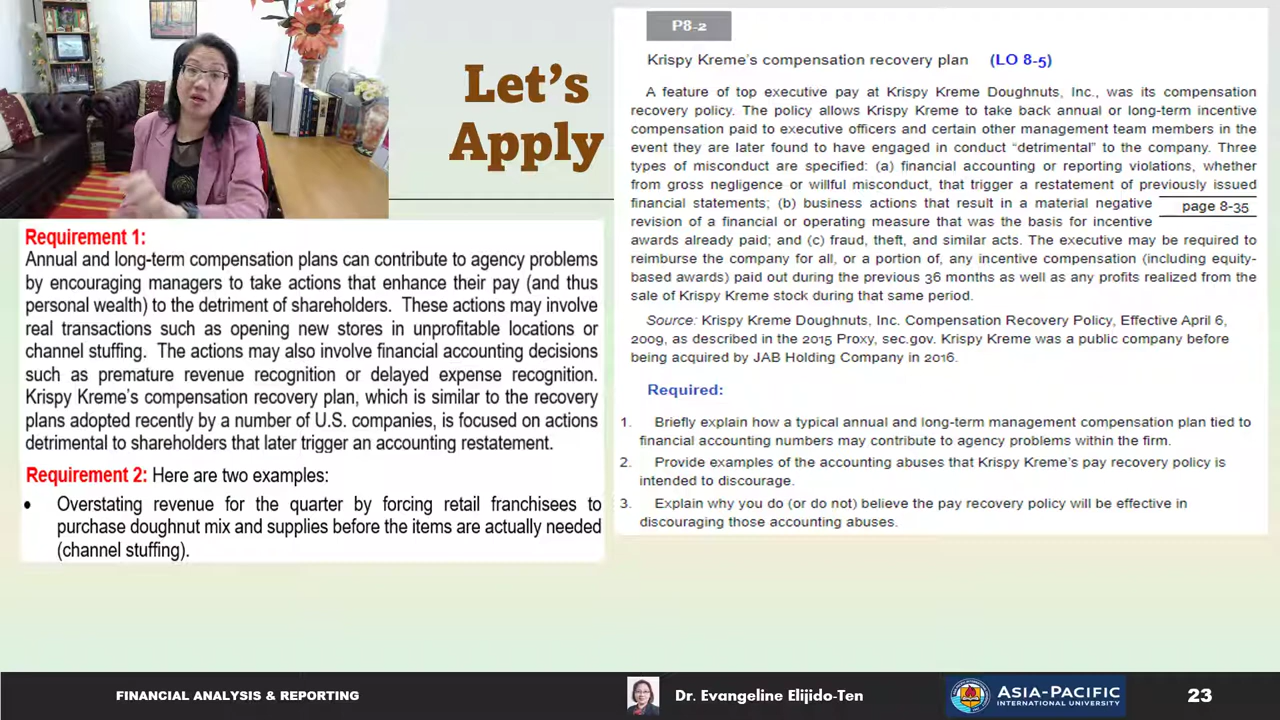 Let's
Apply
Requirement 1:
Annual and long-term compensation plans can contribute to agency problems
by encouraging managers to take actions that enhance their pay (and thus
personal wealth) to the detriment of shareholders. These actions may involve
real transactions such as opening new stores in unprofitable locations or
channel stuffing. The actions may also involve financial accounting decisions
such as premature revenue recognition or delayed expense recognition.
Krispy Kreme's compensation recovery plan, which is similar to the recovery
plans adopted recently by a number of U.S. companies, is focused on actions
detrimental to shareholders that later trigger an accounting restatement.
Requirement 2: Here are two examples:
• Overstating revenue for the quarter by forcing retail franchisees to
purchase doughnut mix and supplies before the items are actually needed
(channel stuffing).
P8-2
Krispy Kreme's compensation recovery plan (LO 8-5)
A feature of top executive pay at Krispy Kreme Doughnuts, Inc., was its compensation
recovery policy. The policy allows Krispy Kreme to take back annual or long-term incentive
compensation paid to executive officers and certain other management team members in the
event they are later found to have engaged in conduct "detrimental" to the company. Three
types of misconduct are specified: (a) financial accounting or reporting violations, whether
from gross negligence or willful misconduct, that trigger a restatement of previously issued
financial statements; (b) business actions that result in a material negative
page 8-35
revision of a financial or operating measure that was the basis for incentive
awards already paid; and (c) fraud, theft, and similar acts. The executive may be required to
reimburse the company for all, or a portion of, any incentive compensation (including equity-
based awards) paid out during the previous 36 months as well as any profits realized from the
sale of Krispy Kreme stock during that same period.
Source: Krispy Kreme Doughnuts, Inc. Compensation Recovery Policy, Effective April 6,
2009, as described in the 2015 Proxy, sec.gov. Krispy Kreme was a public company before
being acquired by JAB Holding Company in 2016.
Required:
1. Briefly explain how a typical annual and long-term management compensation plan tied to
financial accounting numbers may contribute to agency problems within the firm.
2. Provide examples of the accounting abuses that Krispy Kreme's pay recovery policy is
intended to discourage.
3. Explain why you do (or do not) believe the pay recovery policy will be effective in
discouraging those accounting abuses.
FINANCIAL ANALYSIS & REPORTING
Dr. Evangeline Elijido-Ten
ASIA-PACIFIC
INTERNATIONAL UNIVERSITY
23